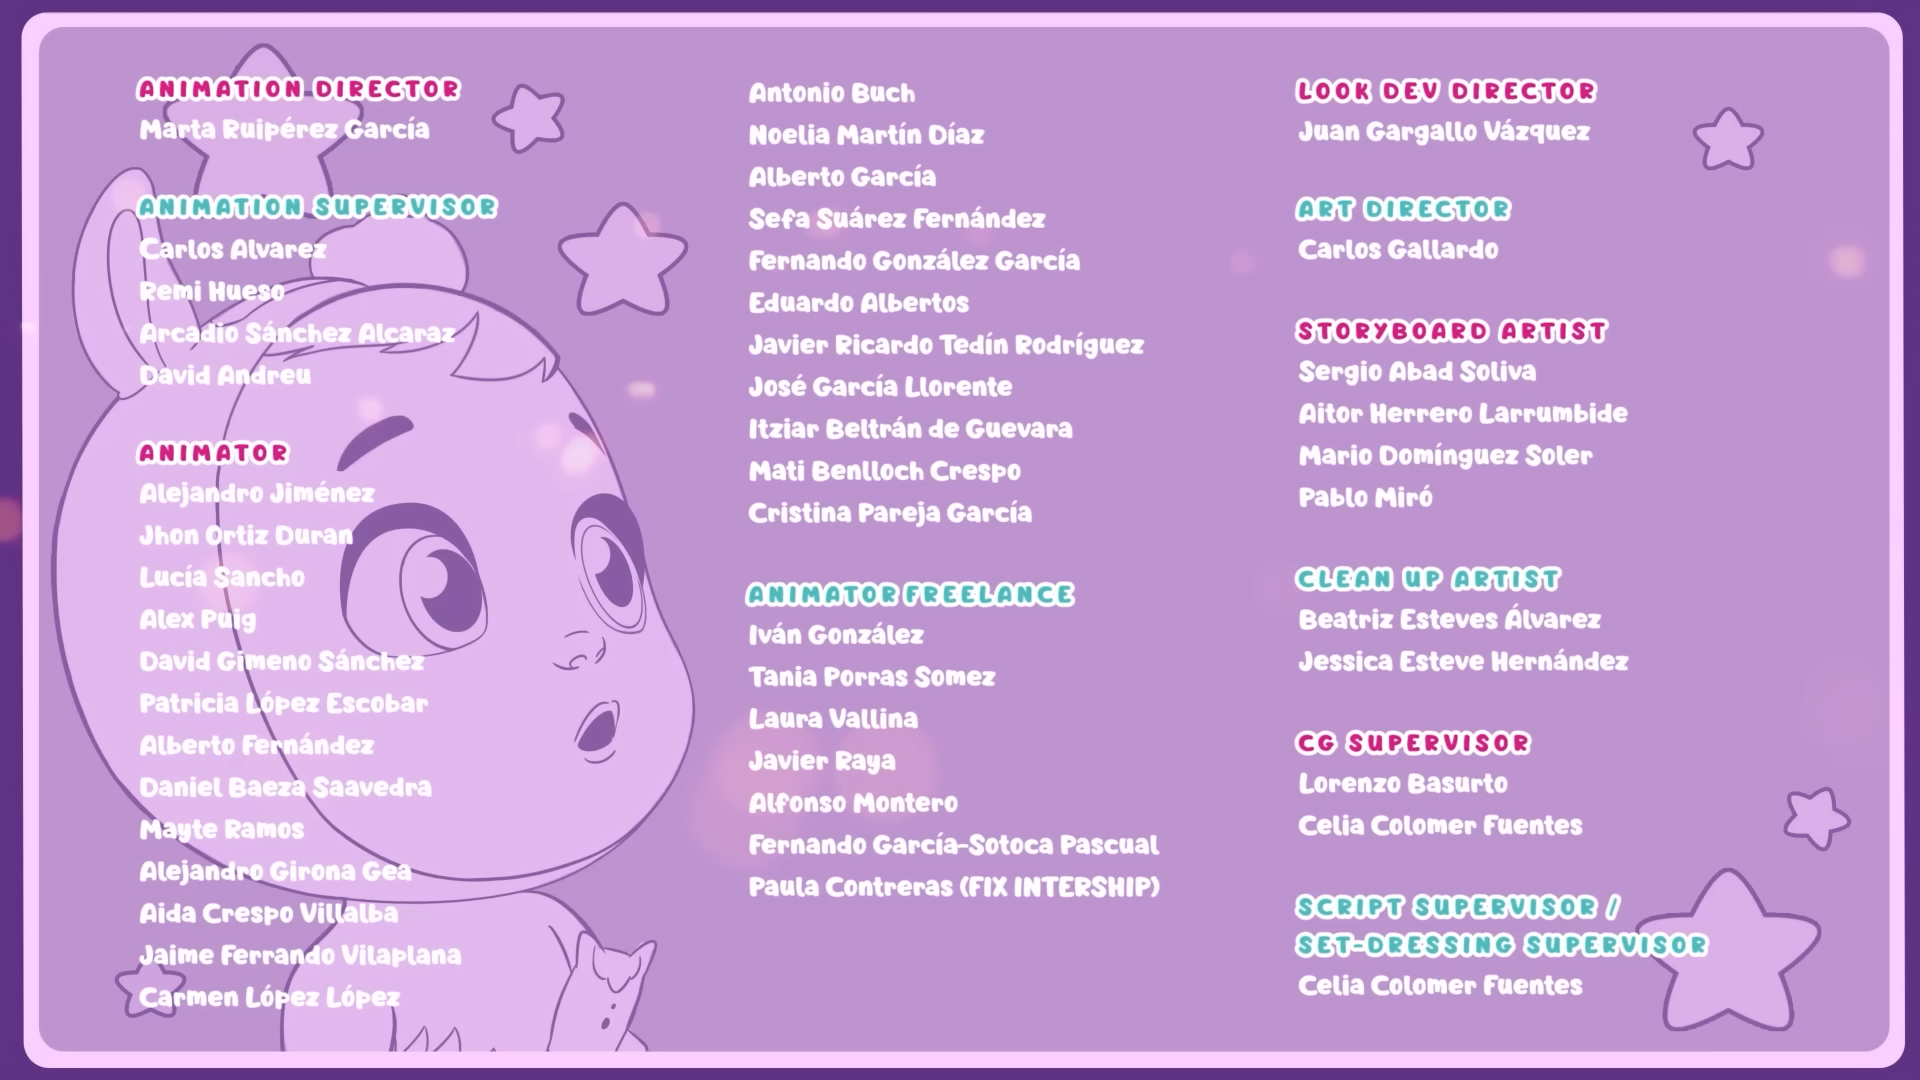 ANIMATION DIRECTOR
Marta Ruipérez García
ANIMATION SUPERVISOR
Carlos Alvarez
Remi Hueso
Arcadio Sánchez Alcaraz
David Andreu
ANIMATOR
Alejandro Jiménez
Jhon Ortiz Duran
Lucía Sancho
Alex Puig
David Gimeno Sánchez
Patricia López Escobar
Alberto Fernández
Daniel Baeza Saavedra
Mayte Ramos
Alejandro Girona Gea
Aida Crespo Villalba
Jaime Ferrando Vilaplana
Carmen López López
Antonio Buch
Noelia Martín Díaz
Alberto García
Sefa Suárez Fernández
Fernando González García
Eduardo Albertos
Javier Ricardo Tedín Rodríguez
José García Llorente
Itziar Beltrán de Guevara
Mati Benlloch Crespo
Cristina Pareja García
ANIMATOR FREELANCE
Iván González
Tania Porras Somez
Laura Vallina
Javier Raya
Alfonso Montero
Fernando García-Sotoca Pascual
Paula Contreras (FIX INTERSHIP)
LOOK DEV DIRECTOR
Juan Gargallo Vázquez
ART DIRECTOR
Carlos Gallardo
STORYBOARD ARTIST
Sergio Abad Soliva
Aitor Herrero Larrumbide
Mario Domínguez Soler
Pablo Miró
CLEAN UP ARTIST
Beatriz Esteves Álvarez
Jessica Esteve Hernández
CG SUPERVISOR
Lorenzo Basurto
Celia Colomer Fuentes
SCRIPT SUPERVISOR /
SET-DRESSING SUPERVISOR
Celia Colomer Fuentes